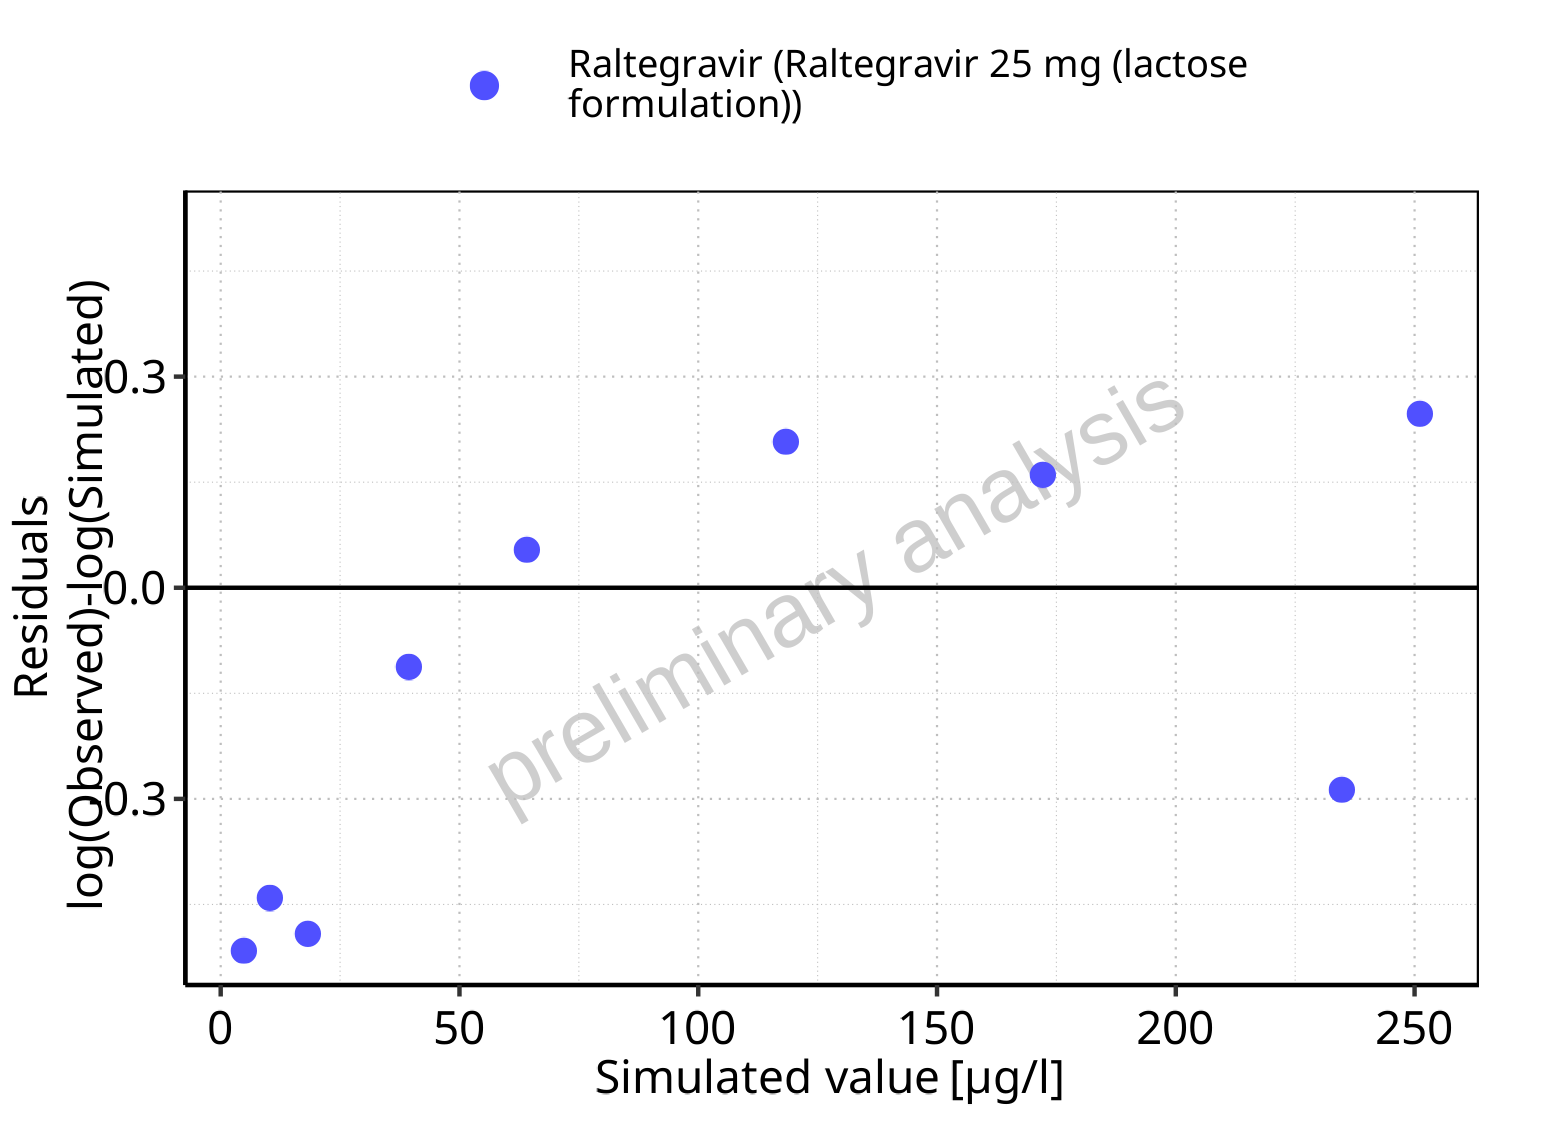 Raltegravir (Raltegravir 25 mg (lactose
formulation))
Residuals
log(Observed)-log(Simulated)
0.3
0.0
-0.3
preliminary analysis
0 50 100 150 200 250
Simulated value [µg/l]